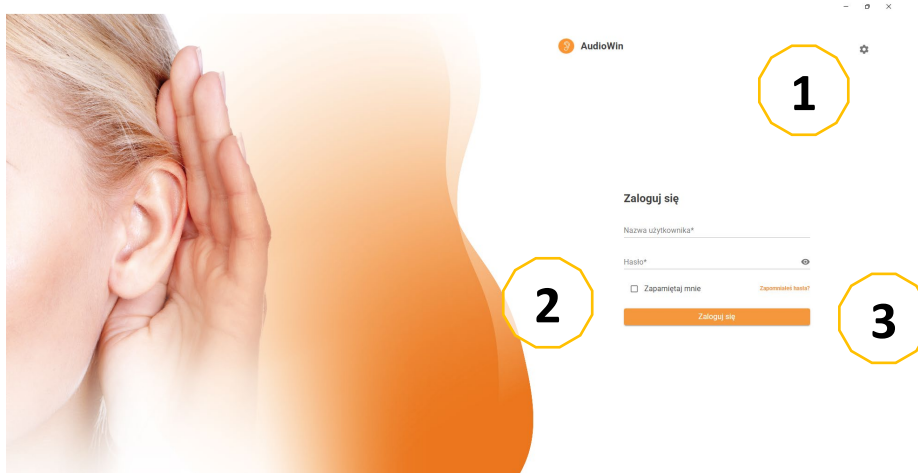 AudioWin
1
Zaloguj się
Nazwa użytkownika*
Hasło*
2
Zapamiętaj mnie Zapomniałeś hasła?
3
Zaloguj się